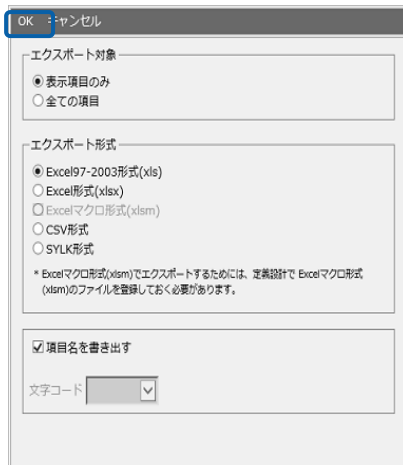 OK キャンセル
エクスポート対象
表示項目のみ
全ての項目
エクスポート形式
Excel97-2003形式(xls)
Excel形式(xlsx)
Excelマクロ形式(xlsm)
CSV形式
SYLK形式
* Excelマクロ形式(xlsm)でエクスポートするためには、定義設計で Excelマクロ形式
(xlsm)のファイルを登録しておく必要があります。
項目名を書き出す
文字コード